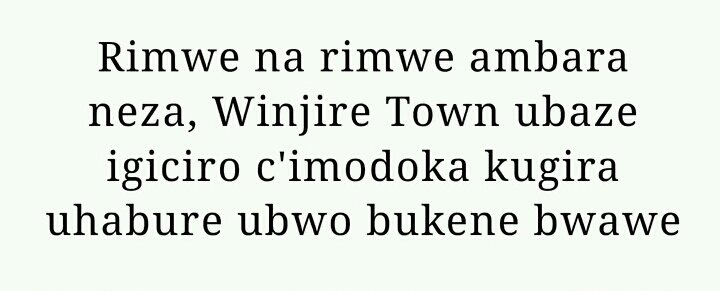 Rimwe na rimwe ambara
neza, Winjire Town ubaze
igiciro c'imodoka kugira
uhabure ubwo bukene bwawe